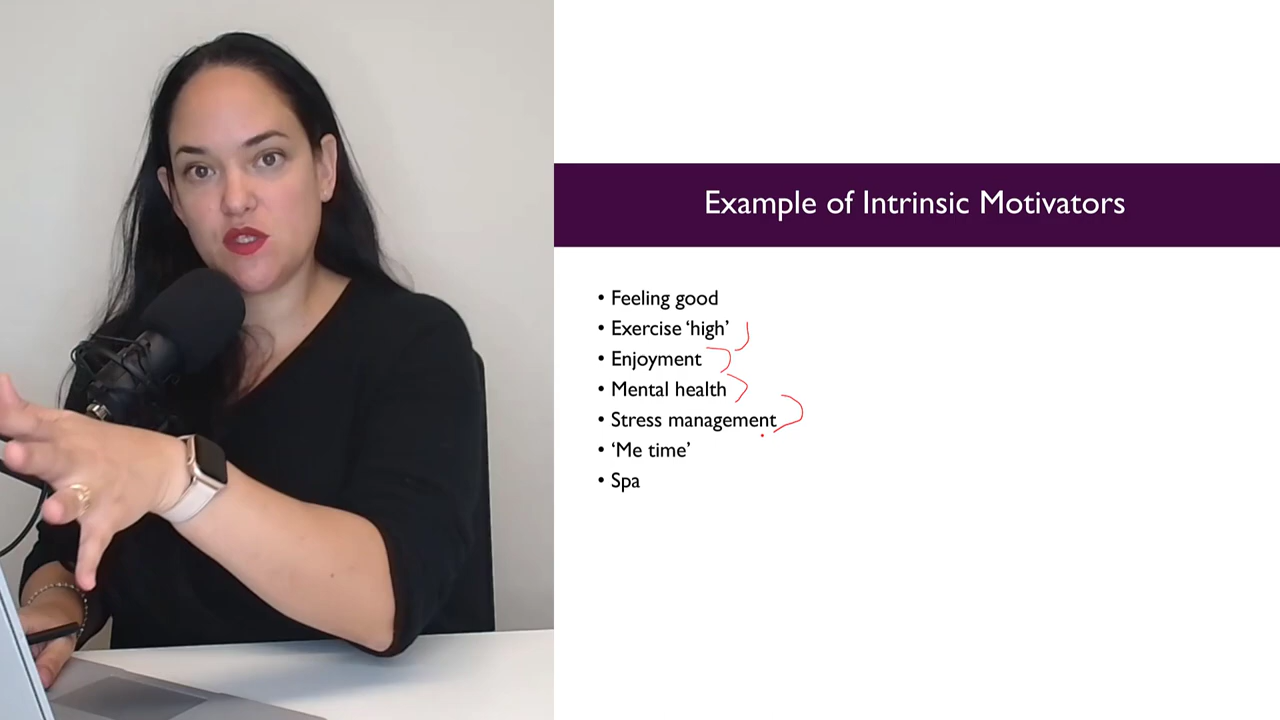 Example of Intrinsic Motivators
• Feeling good
• Exercise ‘high’
• Enjoyment
• Mental health
• Stress management
• ‘Me time’
• Spa